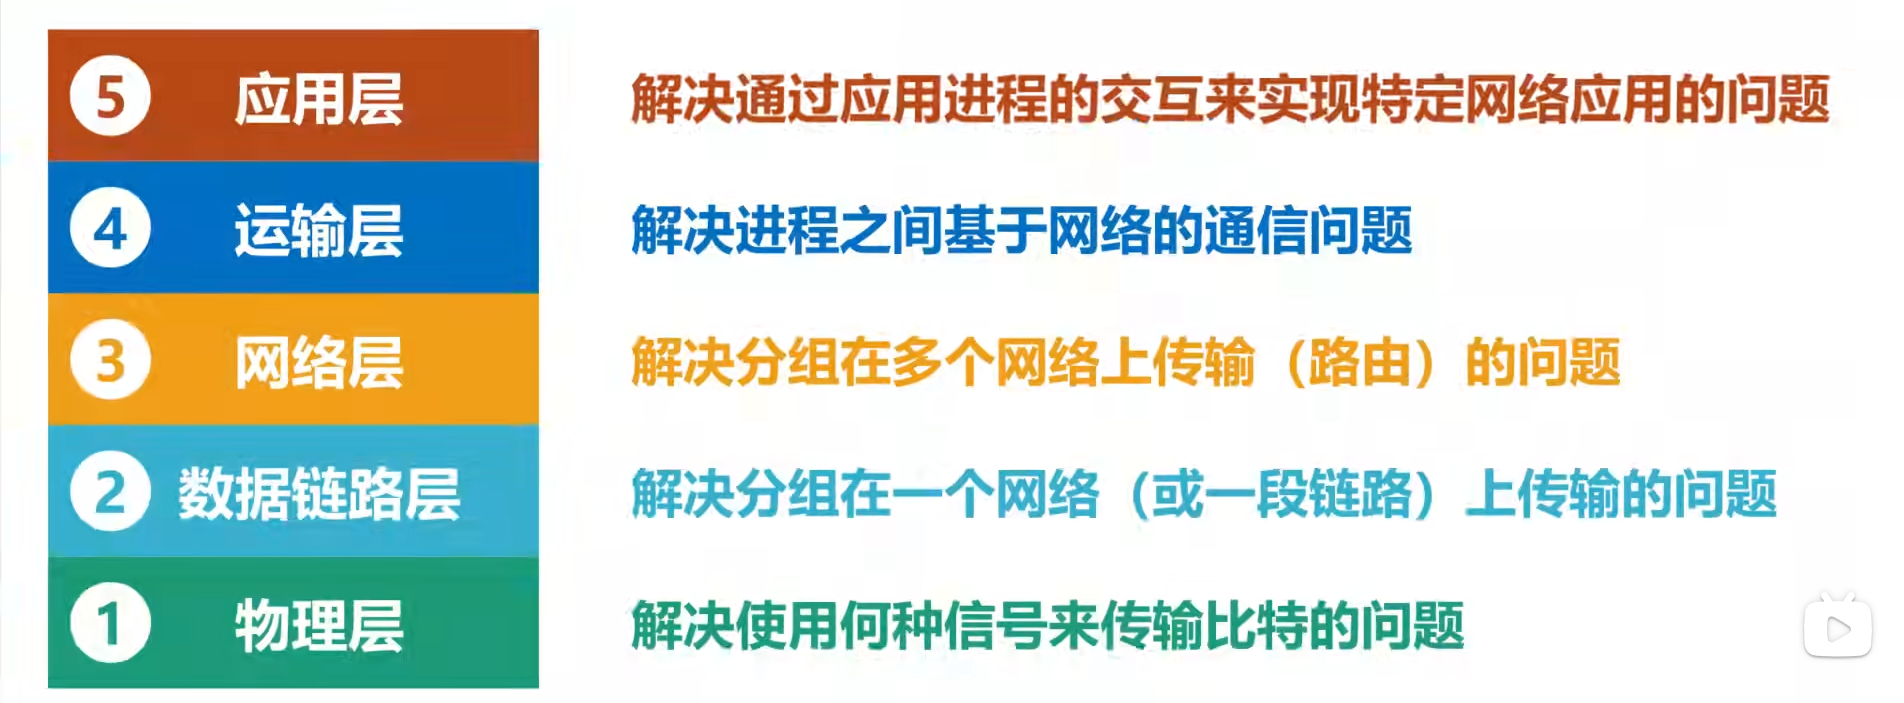 5 应用层 解决通过应用进程的交互来实现特定网络应用的问题
4 运输层 解决进程之间基于网络的通信问题
3 网络层 解决分组在多个网络上传输（路由）的问题
2 数据链路层 解决分组在一个网络（或一段链路）上传输的问题
1 物理层 解决使用何种信号来传输比特的问题